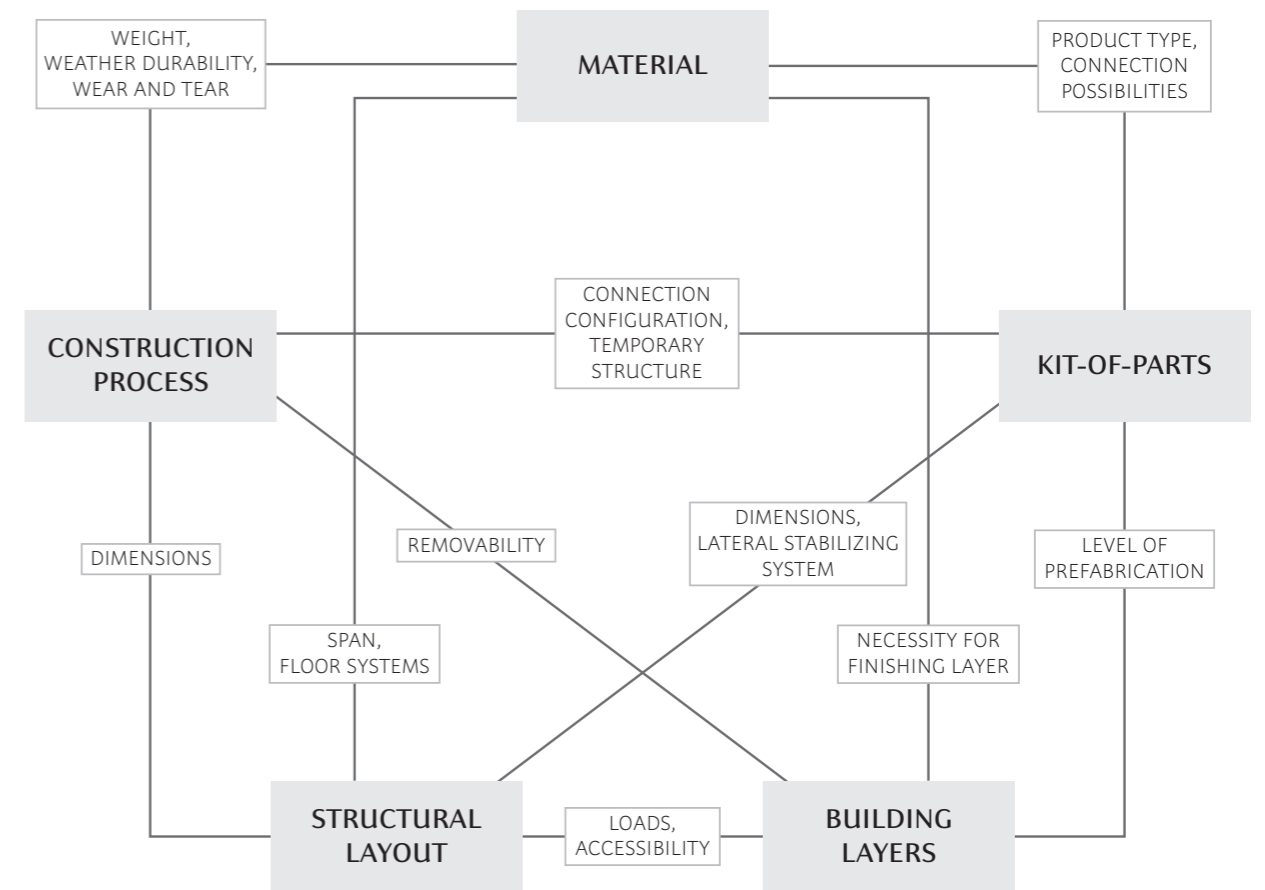 WEIGHT,
WEATHER DURABILITY,
WEAR AND TEAR
MATERIAL
PRODUCT TYPE,
CONNECTION
POSSIBILITIES
CONSTRUCTION
PROCESS
CONNECTION
CONFIGURATION,
TEMPORARY
STRUCTURE
KIT-OF-PARTS
DIMENSIONS
REMOVABILITY
DIMENSIONS,
LATERAL STABILIZING
SYSTEM
LEVEL OF
PREFABRICATION
SPAN,
FLOOR SYSTEMS
NECESSITY FOR
FINISHING LAYER
STRUCTURAL
LAYOUT
LOADS,
ACCESSIBILITY
BUILDING
LAYERS